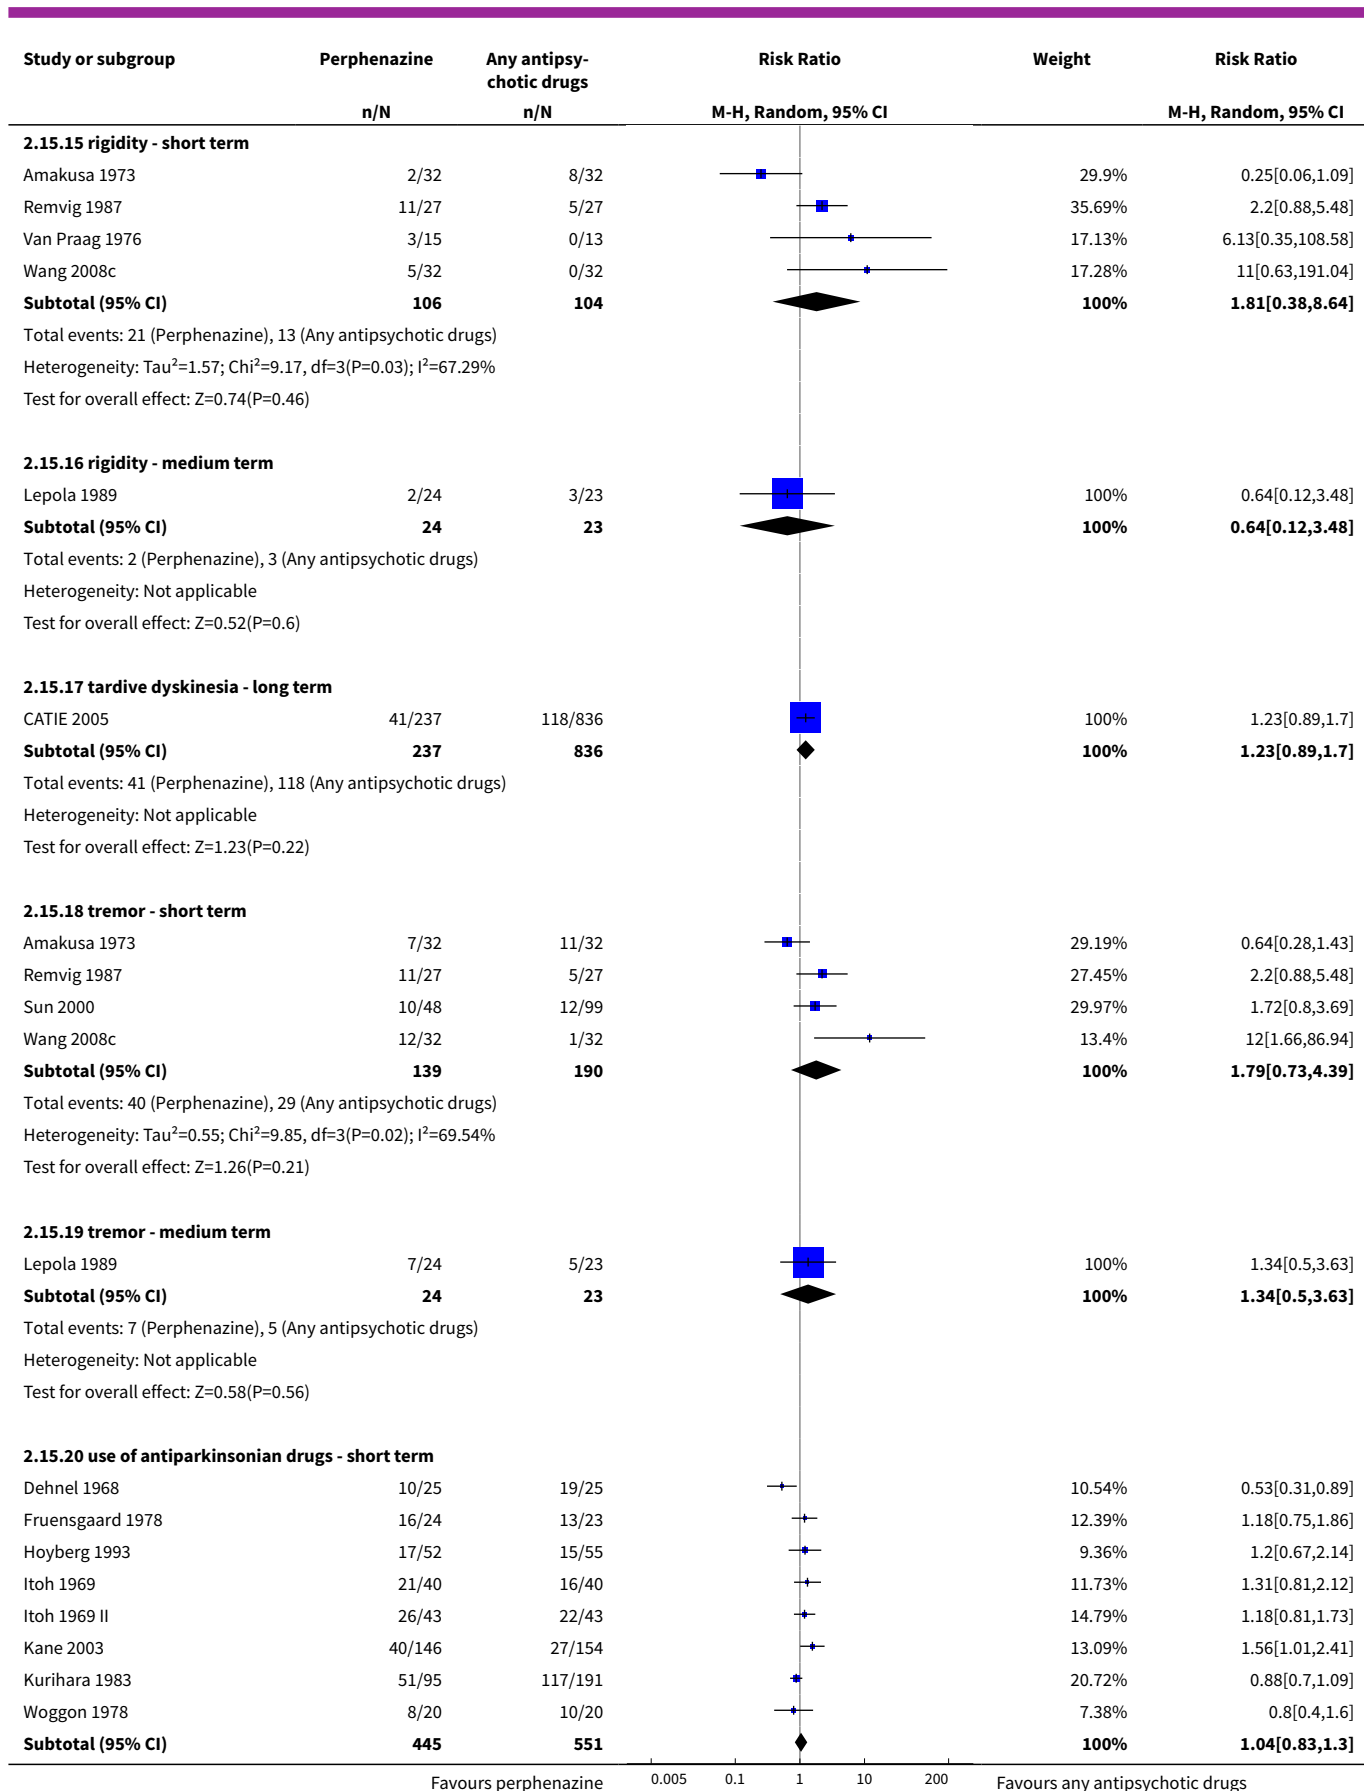 Study or subgroup Perphenazine Any antipsy- Risk Ratio Weight Risk Ratio
chotic drugs
n/N n/N M-H, Random, 95% CI M-H, Random, 95% CI
2.15.15 rigidity - short term
Amakusa 1973 2/32 8/32 29.9% 0.25[0.06,1.09]
Remvig 1987 11/27 5/27 35.69% 2.2[0.88,5.48]
Van Praag 1976 3/15 0/13 17.13% 6.13[0.35,108.58]
Wang 2008c 5/32 0/32 17.28% 11[0.63,191.04]
Subtotal (95% CI) 106 104 100% 1.81[0.38,8.64]
Total events: 21 (Perphenazine), 13 (Any antipsychotic drugs)
Heterogeneity: Tau²=1.57; Chi²=9.17, df=3(P=0.03); I²=67.29%
Test for overall effect: Z=0.74(P=0.46)
2.15.16 rigidity - medium term
Lepola 1989 2/24 3/23 100% 0.64[0.12,3.48]
Subtotal (95% CI) 24 23 100% 0.64[0.12,3.48]
Total events: 2 (Perphenazine), 3 (Any antipsychotic drugs)
Heterogeneity: Not applicable
Test for overall effect: Z=0.52(P=0.6)
2.15.17 tardive dyskinesia - long term
CATIE 2005 41/237 118/836 100% 1.23[0.89,1.7]
Subtotal (95% CI) 237 836 100% 1.23[0.89,1.7]
Total events: 41 (Perphenazine), 118 (Any antipsychotic drugs)
Heterogeneity: Not applicable
Test for overall effect: Z=1.23(P=0.22)
2.15.18 tremor - short term
Amakusa 1973 7/32 11/32 29.19% 0.64[0.28,1.43]
Remvig 1987 11/27 5/27 27.45% 2.2[0.88,5.48]
Sun 2000 10/48 12/99 29.97% 1.72[0.8,3.69]
Wang 2008c 12/32 1/32 13.4% 12[1.66,86.94]
Subtotal (95% CI) 139 190 100% 1.79[0.73,4.39]
Total events: 40 (Perphenazine), 29 (Any antipsychotic drugs)
Heterogeneity: Tau²=0.55; Chi²=9.85, df=3(P=0.02); I²=69.54%
Test for overall effect: Z=1.26(P=0.21)
2.15.19 tremor - medium term
Lepola 1989 7/24 5/23 100% 1.34[0.5,3.63]
Subtotal (95% CI) 24 23 100% 1.34[0.5,3.63]
Total events: 7 (Perphenazine), 5 (Any antipsychotic drugs)
Heterogeneity: Not applicable
Test for overall effect: Z=0.58(P=0.56)
2.15.20 use of antiparkinsonian drugs - short term
Dehnel 1968 10/25 19/25 10.54% 0.53[0.31,0.89]
Fruensgaard 1978 16/24 13/23 12.39% 1.18[0.75,1.86]
Hoyberg 1993 17/52 15/55 9.36% 1.2[0.67,2.14]
Itoh 1969 21/40 16/40 11.73% 1.31[0.81,2.12]
Itoh 1969 II 26/43 22/43 14.79% 1.18[0.81,1.73]
Kane 2003 40/146 27/154 13.09% 1.56[1.01,2.41]
Kurihara 1983 51/95 117/191 20.72% 0.88[0.7,1.09]
Woggon 1978 8/20 10/20 7.38% 0.8[0.4,1.6]
Subtotal (95% CI) 445 551 100% 1.04[0.83,1.3]
Favours perphenazine 0.005 0.1 1 10 200 Favours any antipsychotic drugs